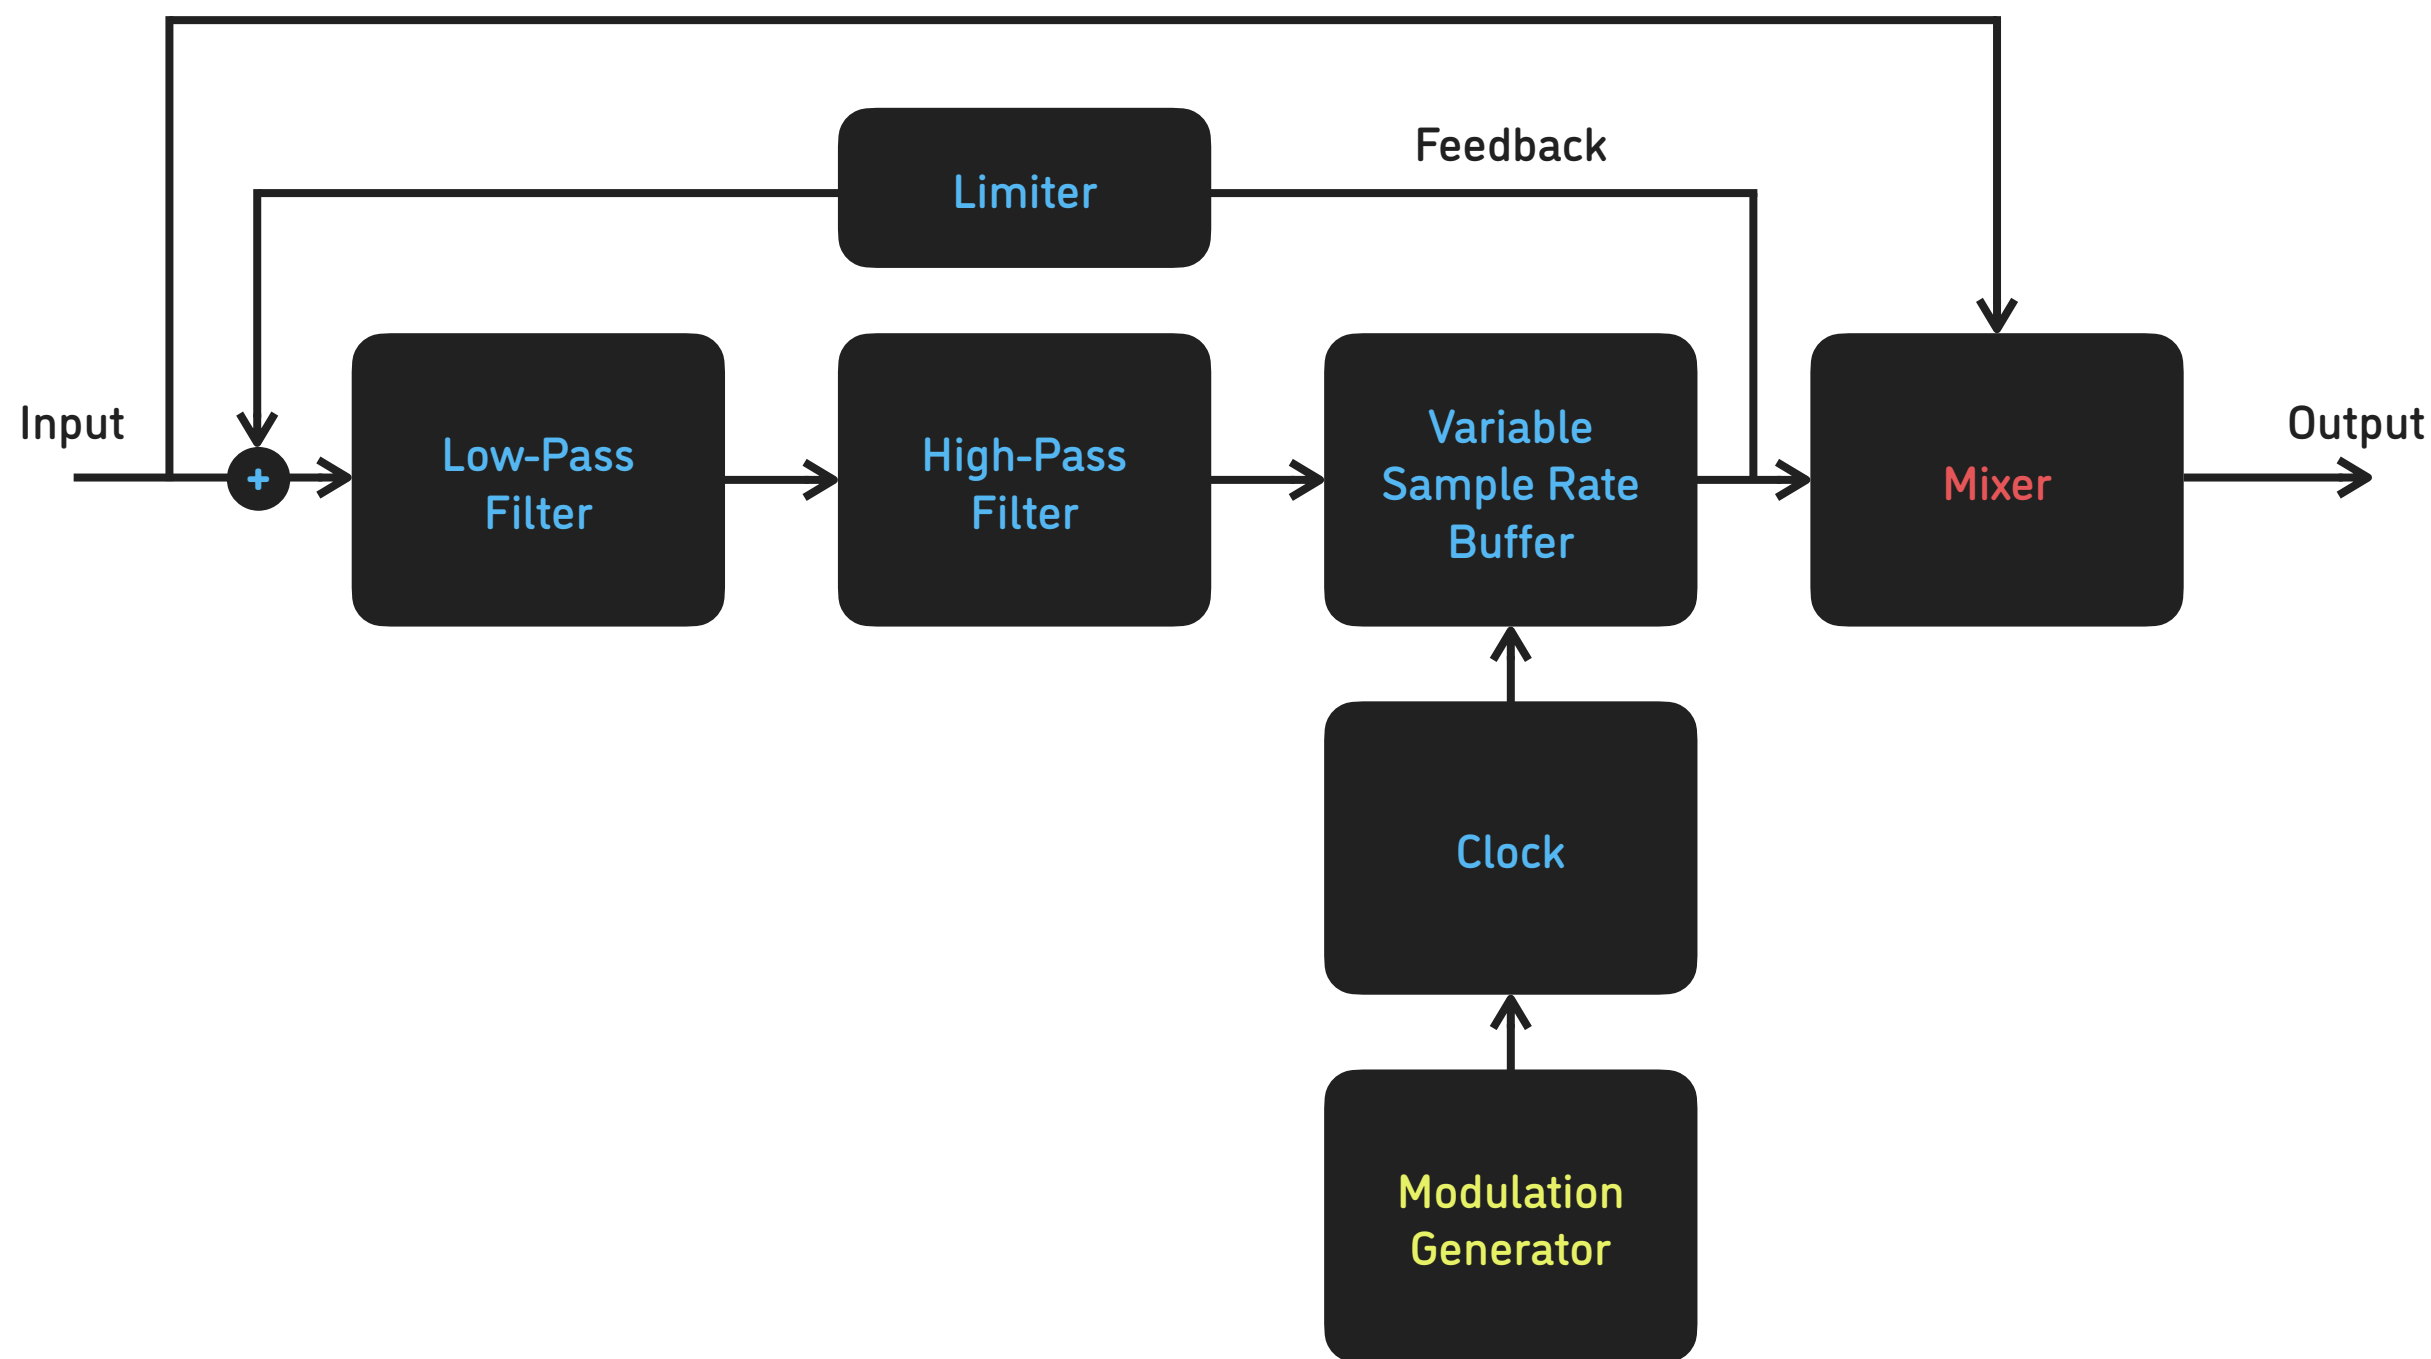 Limiter
Feedback
Input
+
Low-Pass
Filter
High-Pass
Filter
Variable
Sample Rate
Buffer
Mixer
Output
Clock
Modulation
Generator